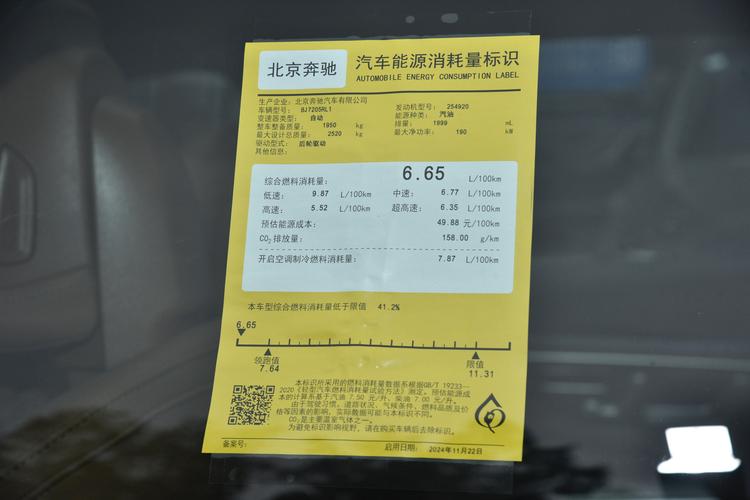 北京奔驰 汽车能源消耗量标识
AUTOMOBILE ENERGY CONSUMPTION LABEL
生产企业：北京奔驰汽车有限公司
车辆型号： BJ7205RL1 发动机型号： 254920
变速器类型： 自动 能源种类： 汽油
整车整备质量： 1950 kg 排量： 1999 mL
最大设计总质量： 2520 kg 最大净功率： 190 kW
驱动型式： 后轮驱动
其他信息：
综合燃料消耗量： 6.65 L/100km
低速： 9.87 L/100km 中速： 6.77 L/100km
高速： 5.52 L/100km 超高速： 6.35 L/100km
预估能源成本： 49.88 元/100km
CO₂排放量： 158.00 g/km
开启空调制冷燃料消耗量： 7.87 L/100km
本车型综合燃料消耗量低于限值 41.2%
6.65
领跑值 限值
7.64 11.31
本标识所采用的燃料消耗量数据系根据GB/T 19233—
2020《轻型汽车燃料消耗量试验方法》测定。预估能源成
本的计算系基于汽油 7.50 元/升、柴油 7.00 元/升。
由于驾驶习惯、道路状况、气候条件、燃料品质及价
格等因素的影响，实际数据可能与本标识不同。
CO₂是主要温室气体之一。
为避免标识影响视野，请在购买车辆后去除标识。
备案号： 启用日期： 2024年11月22日